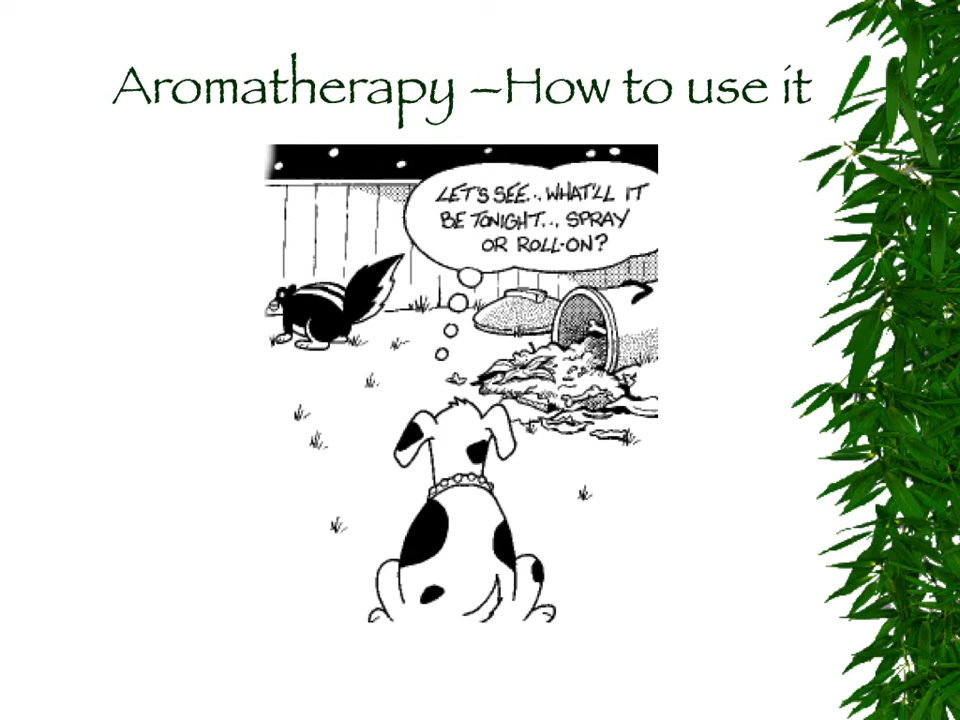 Aromatherapy –How to use it
LET'S SEE... WHAT'LL IT
BE TONIGHT... SPRAY
OR ROLL-ON?